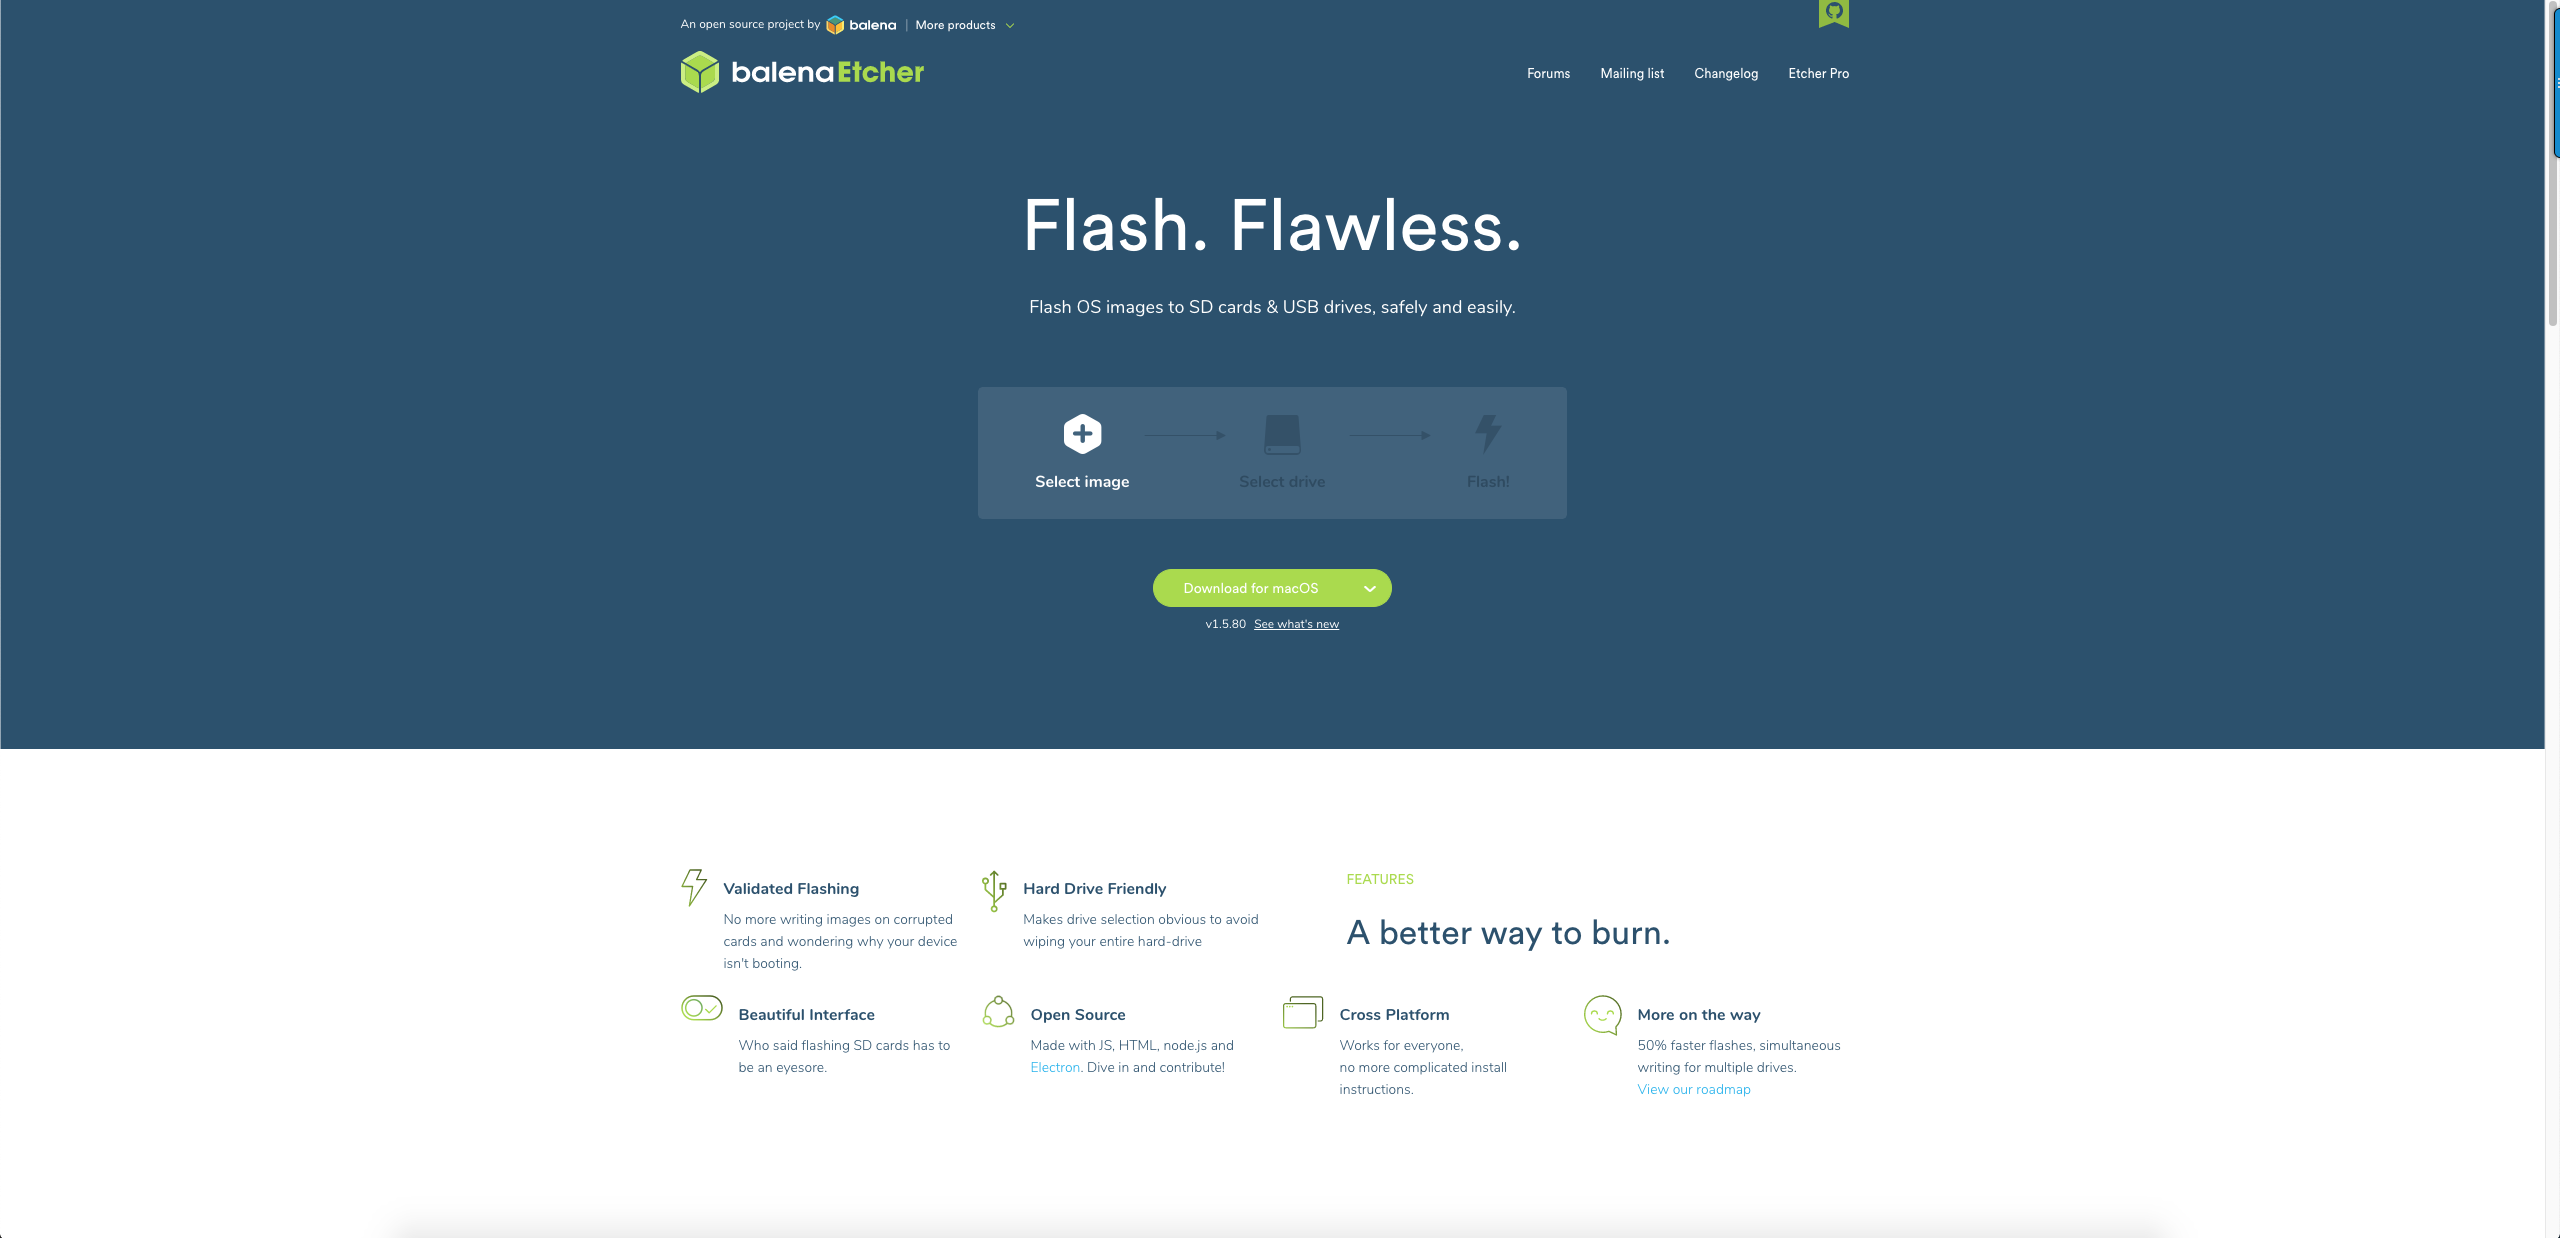 An open source project by balena | More products
balenaEtcher
Forums Mailing list Changelog Etcher Pro
Flash. Flawless.
Flash OS images to SD cards & USB drives, safely and easily.
Select image Select drive Flash!
Download for macOS
v1.5.80 See what's new
Validated Flashing
No more writing images on corrupted
cards and wondering why your device
isn't booting.
Hard Drive Friendly
Makes drive selection obvious to avoid
wiping your entire hard-drive
FEATURES
A better way to burn.
Beautiful Interface
Who said flashing SD cards has to
be an eyesore.
Open Source
Made with JS, HTML, node.js and
Electron. Dive in and contribute!
Cross Platform
Works for everyone,
no more complicated install
instructions.
More on the way
50% faster flashes, simultaneous
writing for multiple drives.
View our roadmap